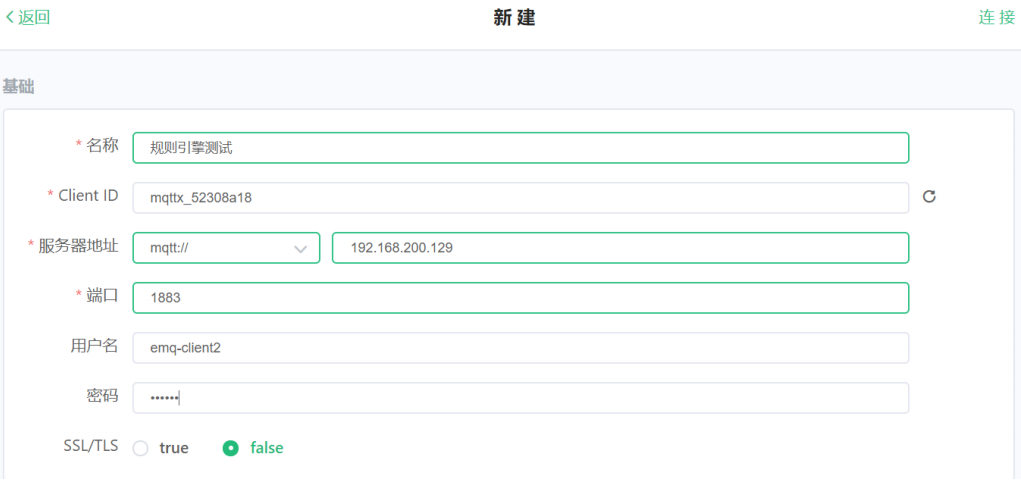 返回 新 建 连 接
基础
* 名称 规则引擎测试
* Client ID mqttx_52308a18
* 服务器地址 mqtt:// 192.168.200.129
* 端口 1883
用户名 emq-client2
密码 ••••••
SSL/TLS true false